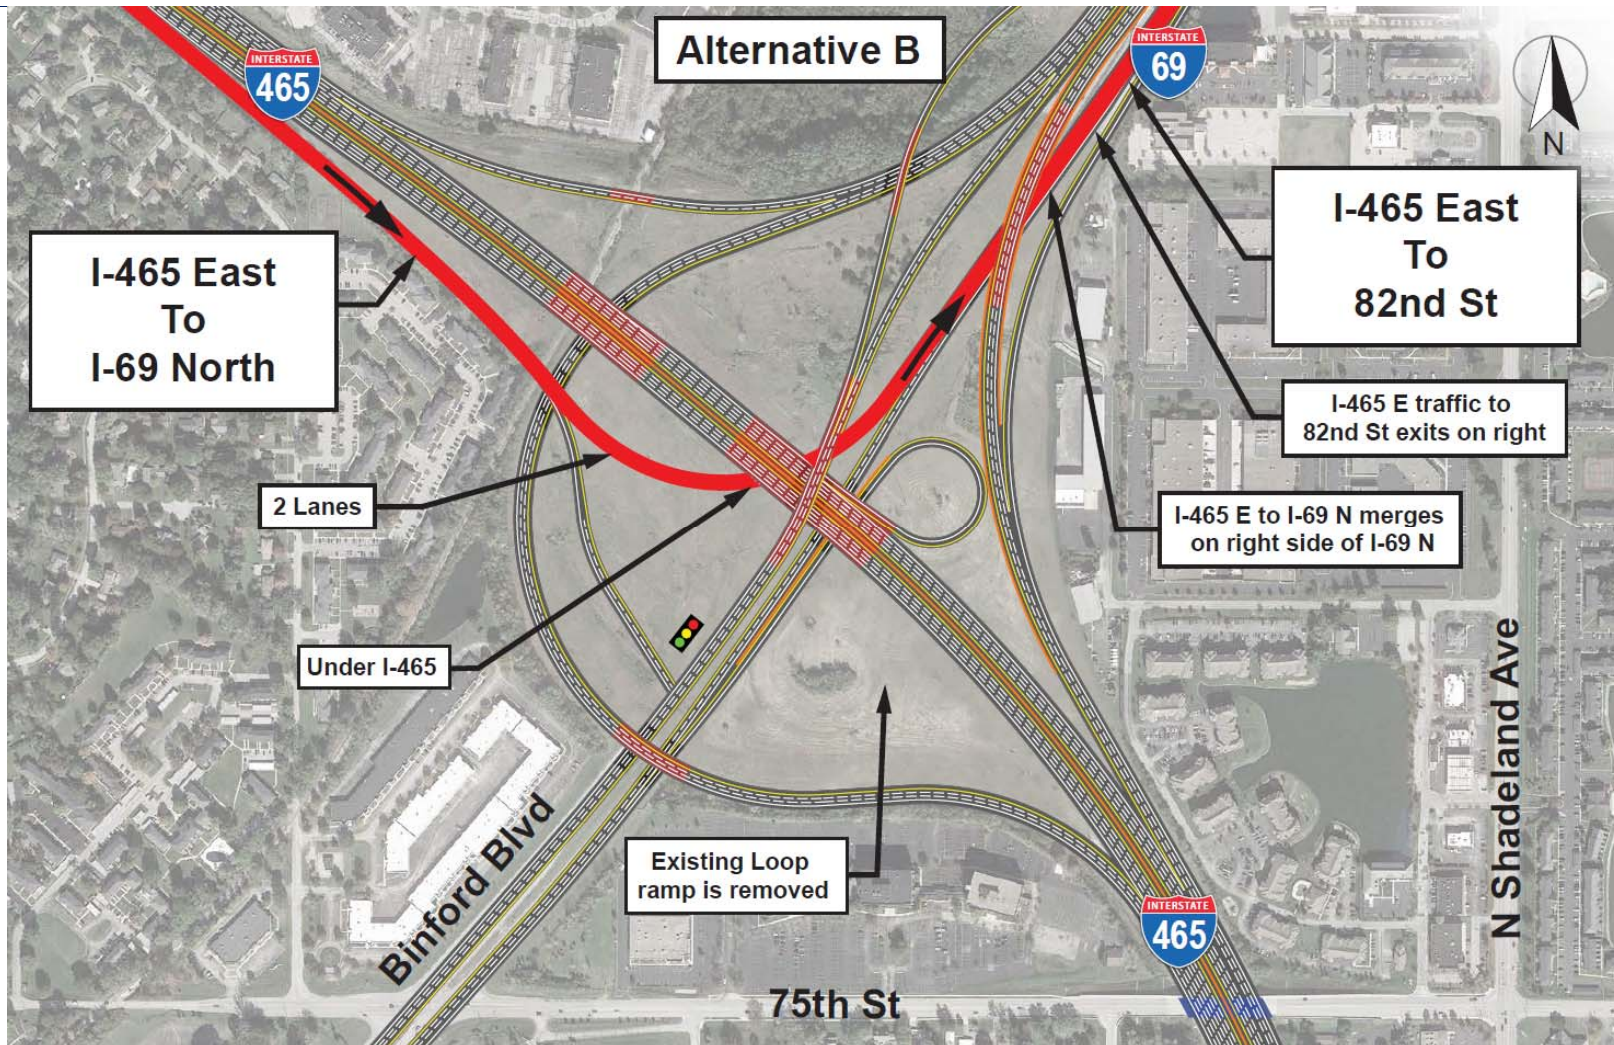 Alternative B
INTERSTATE
465
INTERSTATE
69
N
I-465 East
To
I-69 North
I-465 East
To
82nd St
I-465 E traffic to
82nd St exits on right
2 Lanes
I-465 E to I-69 N merges
on right side of I-69 N
Under I-465
Existing Loop
ramp is removed
Binford Blvd
N Shadeland Ave
INTERSTATE
465
75th St